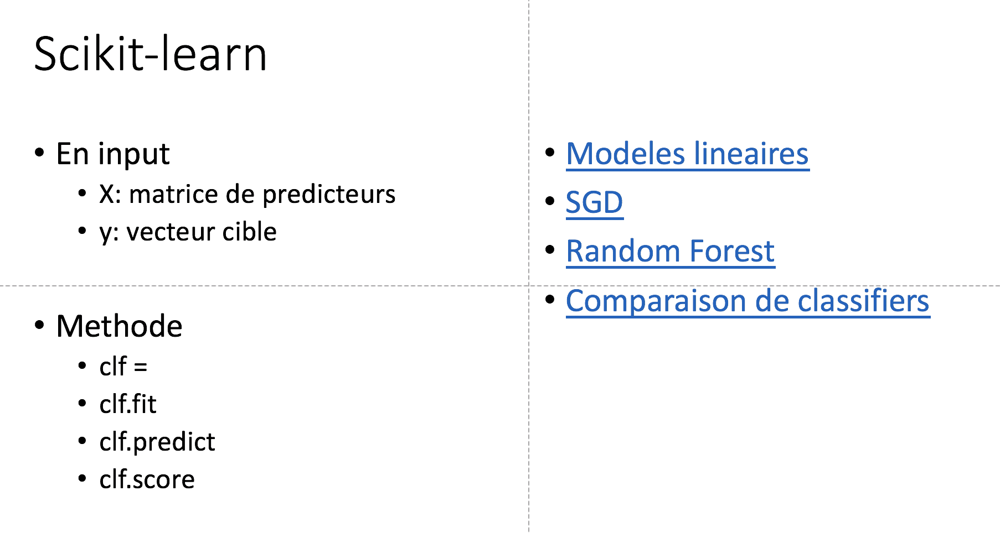 Scikit-learn
• En input
• X: matrice de predicteurs
• y: vecteur cible
• Methode
• clf =
• clf.fit
• clf.predict
• clf.score
• Modeles lineaires
• SGD
• Random Forest
• Comparaison de classifiers